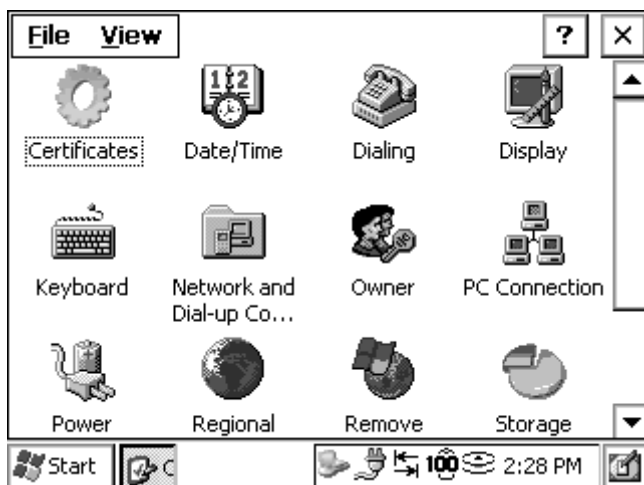 File View ? ×
Certificates Date/Time Dialing Display
Keyboard Network and Dial-up Co... Owner PC Connection
Power Regional Remove Storage
Start C 100 2:28 PM